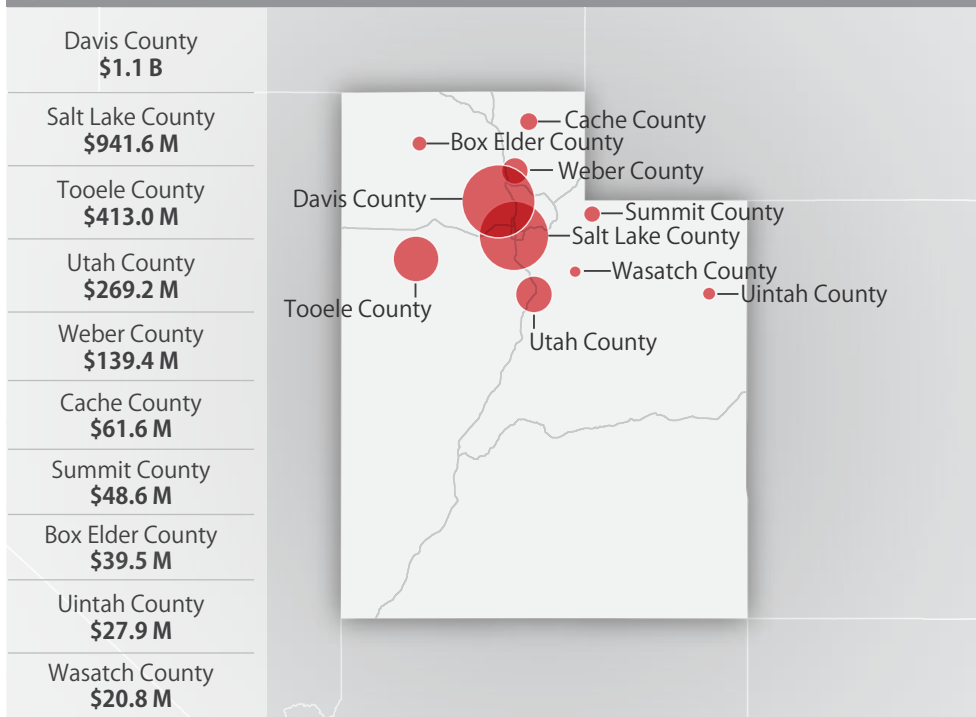 Davis County
$1.1 B
Salt Lake County
$941.6 M
Tooele County
$413.0 M
Utah County
$269.2 M
Weber County
$139.4 M
Cache County
$61.6 M
Summit County
$48.6 M
Box Elder County
$39.5 M
Uintah County
$27.9 M
Wasatch County
$20.8 M
Cache County
Box Elder County
Weber County
Davis County
Summit County
Salt Lake County
Wasatch County
Uintah County
Tooele County
Utah County